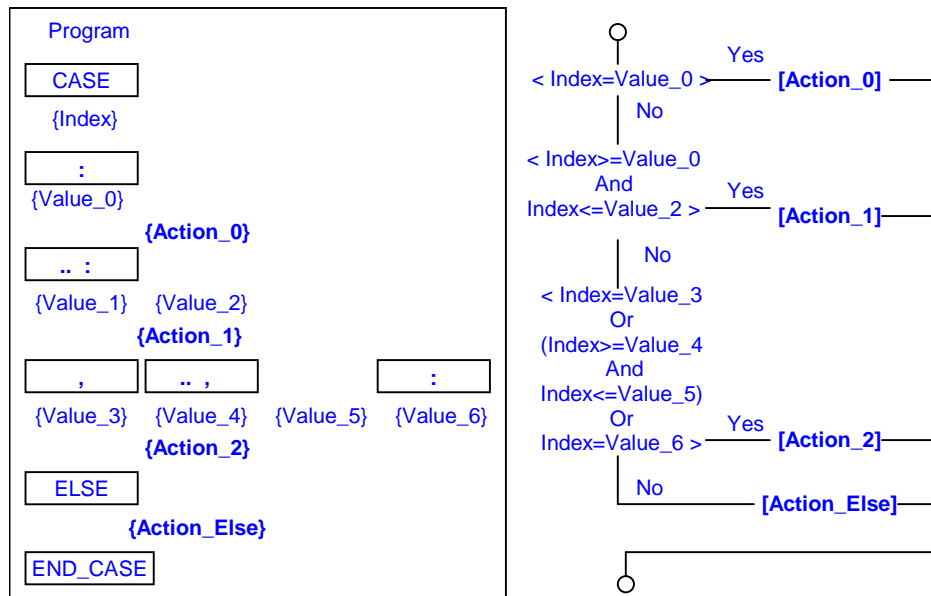 Program
CASE
{Index}
:
{Value_0}
{Action_0}
.. :
{Value_1} {Value_2}
{Action_1}
, .. , :
{Value_3} {Value_4} {Value_5} {Value_6}
{Action_2}
ELSE
{Action_Else}
END_CASE
Yes
< Index=Value_0 > [Action_0]
No
< Index>=Value_0
And
Yes
Index<=Value_2 > [Action_1]
No
< Index=Value_3
Or
(Index>=Value_4
And
Index<=Value_5)
Or
Yes
Index=Value_6 > [Action_2]
No
[Action_Else]